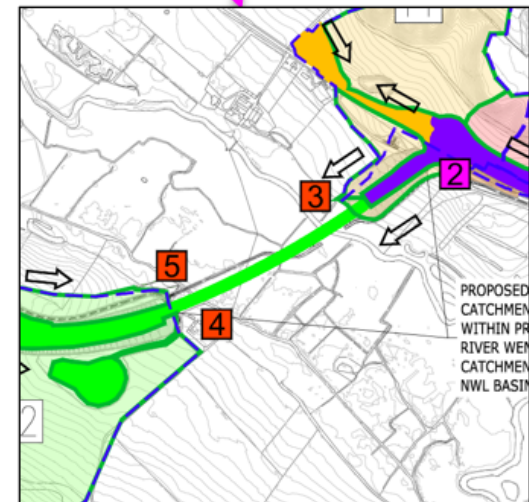 2
3
5
4
PROPOSED
CATCHMEN
WITHIN PR
RIVER WEN
CATCHMEN
NWL BASIN
2